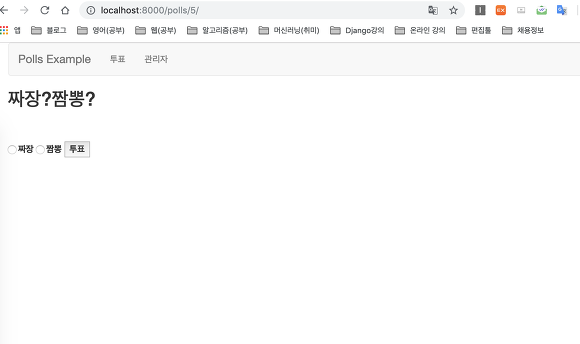 localhost:8000/polls/5/
앱 블로그 영어(공부) 웹(공부) 알고리즘(공부) 머신러닝(취미) Django강의 온라인 강의 편집툴 채용정보
Polls Example 투표 관리자
짜장?짬뽕?
짜장 짬뽕 투표